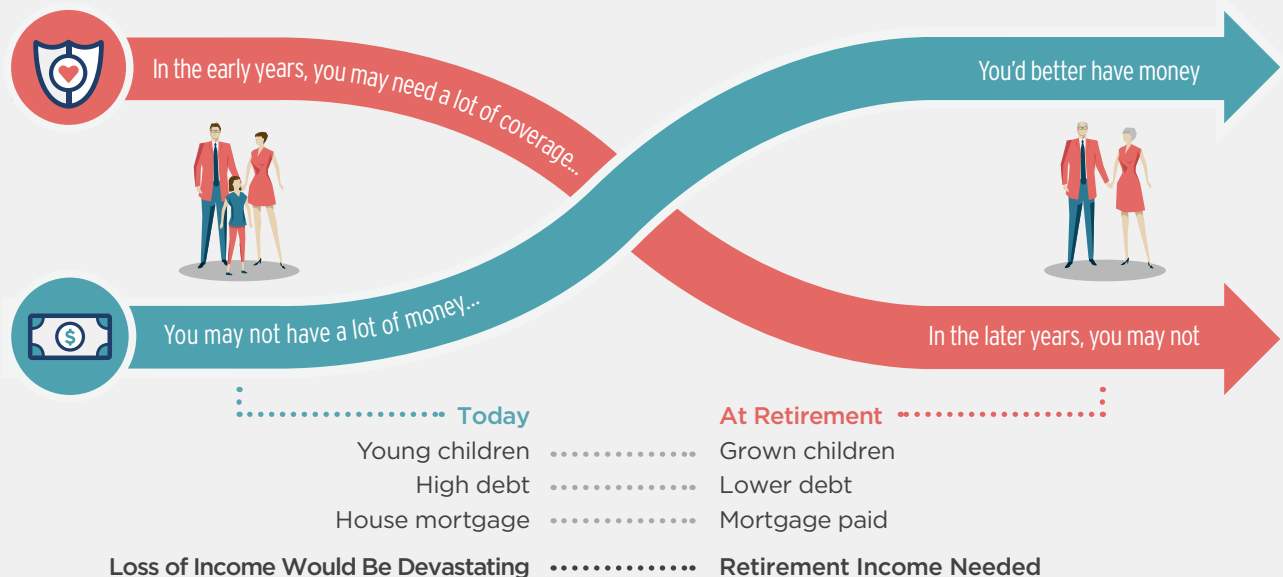 In the early years, you may need a lot of coverage...
You'd better have money
$
You may not have a lot of money...
In the later years, you may not
Today
At Retirement
Young children
Grown children
High debt
Lower debt
House mortgage
Mortgage paid
Loss of Income Would Be Devastating
Retirement Income Needed